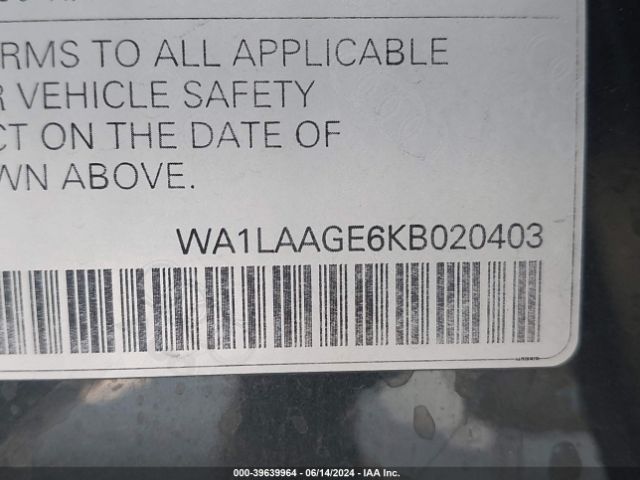 RMS TO ALL APPLICABLE
R VEHICLE SAFETY
CT ON THE DATE OF
WN ABOVE.
WA1LAAGE6KB020403
000-39639964 - 06/14/2024 - IAA Inc.